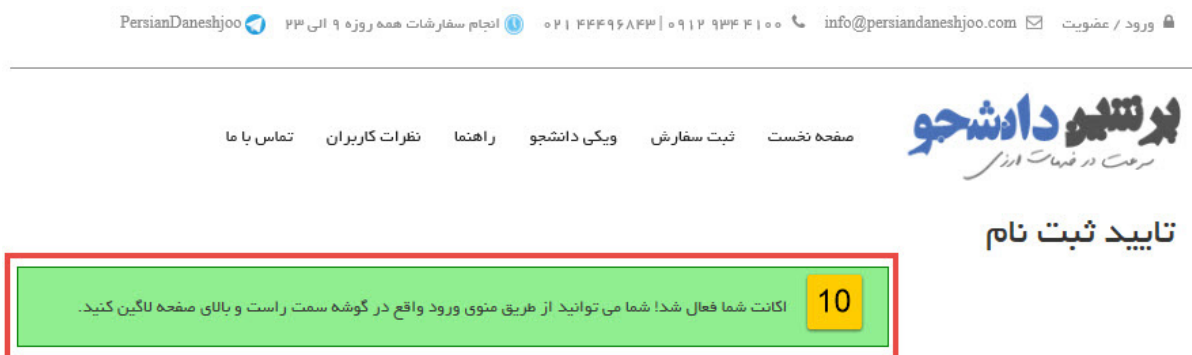 ورود / عضویت info@persiandaneshjoo.com ۰۹۱۲ ۹۳۴ ۴۱۰۰ | ۰۲۱ ۴۴۴۹۶۸۴۳ انجام سفارشات همه روزه ۹ الی ۲۳ PersianDaneshjoo
پرشین دانشجو
سرعت در خدمات ارزی
صفحه نخست ثبت سفارش ویکی دانشجو راهنما نظرات کاربران تماس با ما
تایید ثبت نام
10 اکانت شما فعال شد! شما می توانید از طریق منوی ورود واقع در گوشه سمت راست و بالای صفحه لاگین کنید.